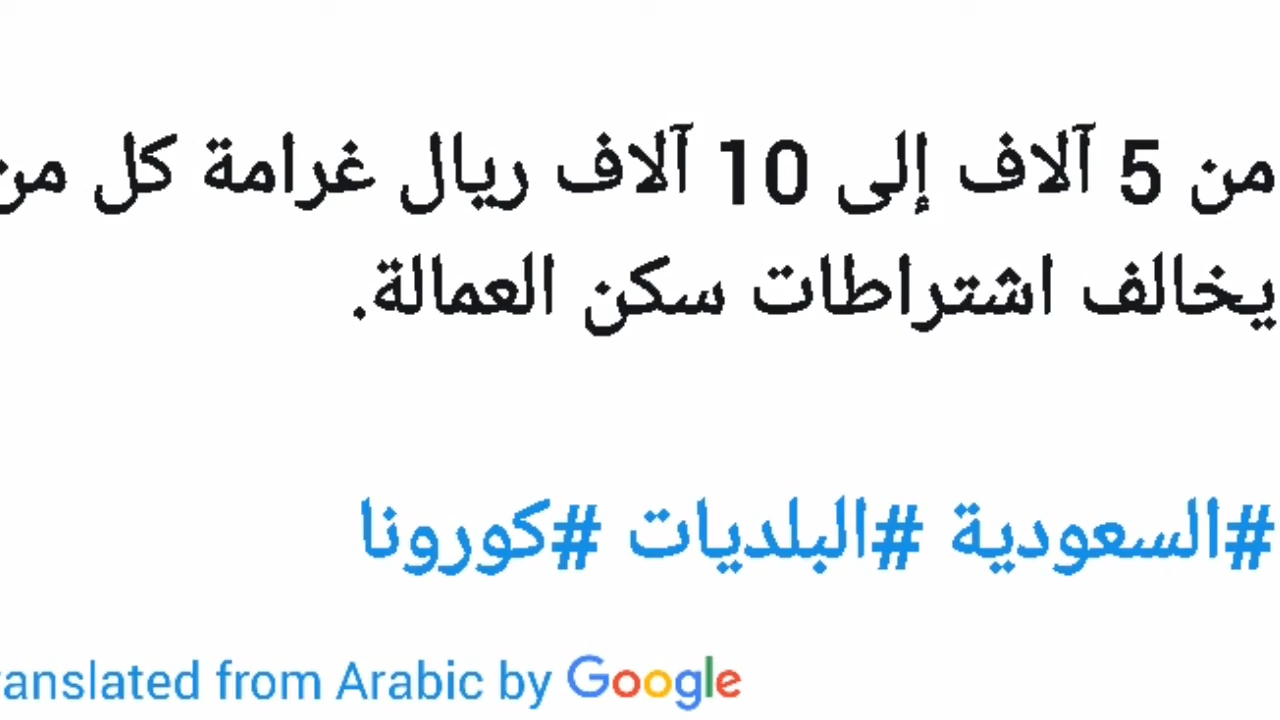 من 5 آلاف إلى 10 آلاف ريال غرامة كل من
يخالف اشتراطات سكن العمالة.
#السعودية #البلديات #كورونا
ranslated from Arabic by Google